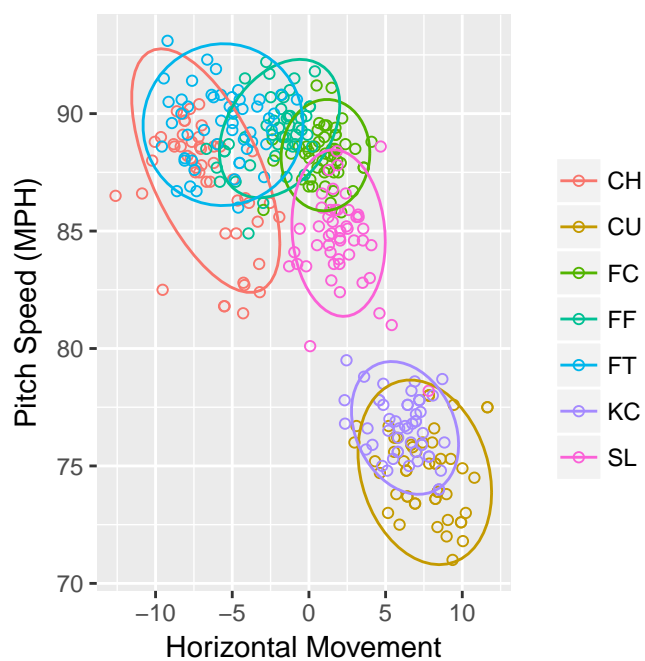 Pitch Speed (MPH)
90
85
80
75
70
−10 −5 0 5 10
Horizontal Movement
CH
CU
FC
FF
FT
KC
SL